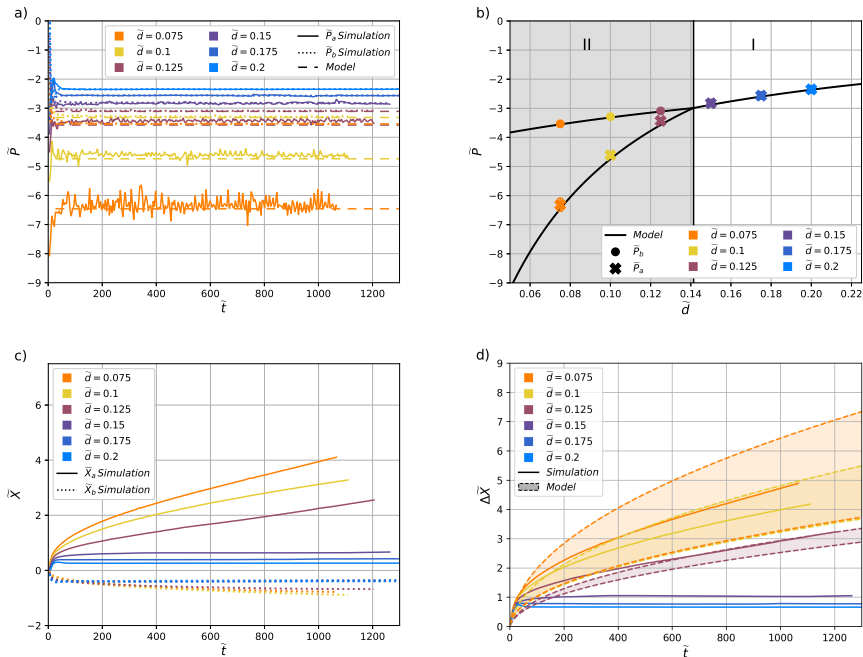 a)
0
−1
−2
−3
−4
−5
−6
−7
−8
−9
P̃
0 200 400 600 800 1000 1200
t̃
d̃ = 0.075
d̃ = 0.1
d̃ = 0.125
d̃ = 0.15
d̃ = 0.175
d̃ = 0.2
P̃a Simulation
P̃b Simulation
Model
b)
0
−1
−2
−3
−4
−5
−6
−7
−8
−9
P̃
II
I
0.06 0.08 0.10 0.12 0.14 0.16 0.18 0.20 0.22
d̃
Model
P̃b
P̃a
d̃ = 0.075
d̃ = 0.1
d̃ = 0.125
d̃ = 0.15
d̃ = 0.175
d̃ = 0.2
c)
6
4
2
0
−2
X̃
0 200 400 600 800 1000 1200
t̃
d̃ = 0.075
d̃ = 0.1
d̃ = 0.125
d̃ = 0.15
d̃ = 0.175
d̃ = 0.2
X̃a Simulation
X̃b Simulation
d)
9
8
7
6
5
4
3
2
1
0
ΔX̃
0 200 400 600 800 1000 1200
t̃
d̃ = 0.075
d̃ = 0.1
d̃ = 0.125
d̃ = 0.15
d̃ = 0.175
d̃ = 0.2
Simulation
Model